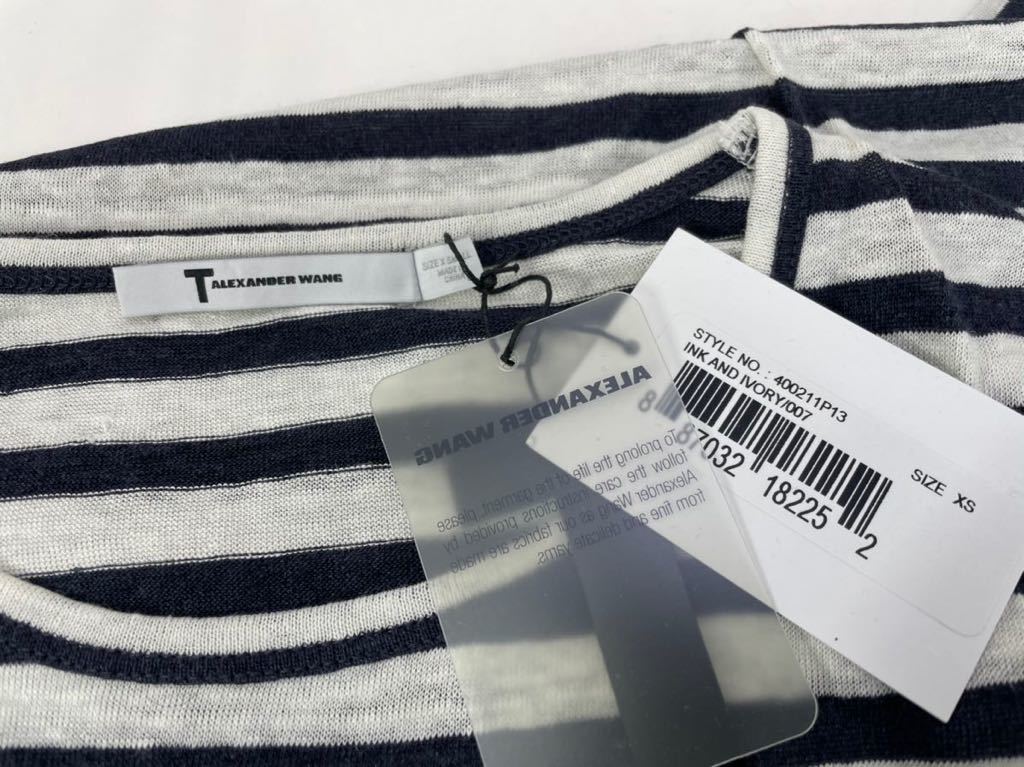 T ALEXANDER WANG
SIZE X SMALL
MADE
ALEXANDER WANG
To prolong the life of the garment, please
follow the care instructions provided by
Alexander Wang as our fabrics are made
from fine and delicate yarns.
STYLE NO. : 400211P13
INK AND IVORY/007
8 87032 18225 2
SIZE XS